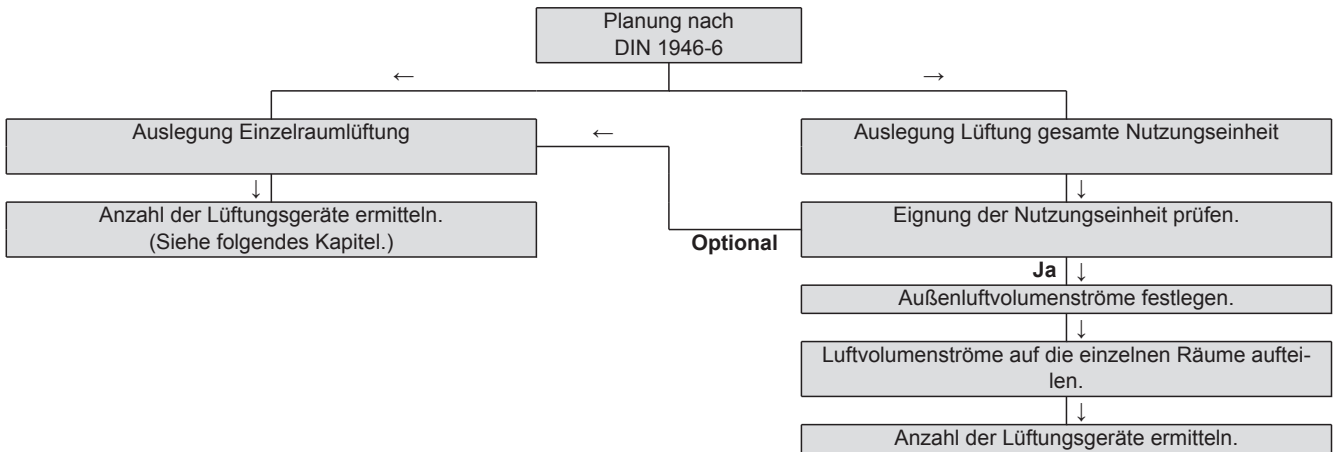 Planung nach
DIN 1946-6
← →
Auslegung Einzelraumlüftung
←
Auslegung Lüftung gesamte Nutzungseinheit
↓
↓
Anzahl der Lüftungsgeräte ermitteln.
(Siehe folgendes Kapitel.)
Eignung der Nutzungseinheit prüfen.
Optional
Ja ↓
Außenluftvolumenströme festlegen.
↓
Luftvolumenströme auf die einzelnen Räume auftei-
len.
↓
Anzahl der Lüftungsgeräte ermitteln.